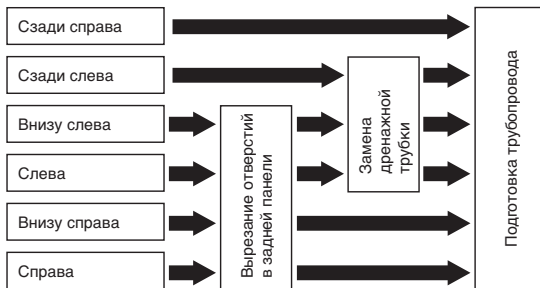 Сзади справа
Сзади слева
Внизу слева
Слева
Внизу справа
Справа
Вырезание отверстий
в задней панели
Замена
дренажной
трубки
Подготовка трубопровода